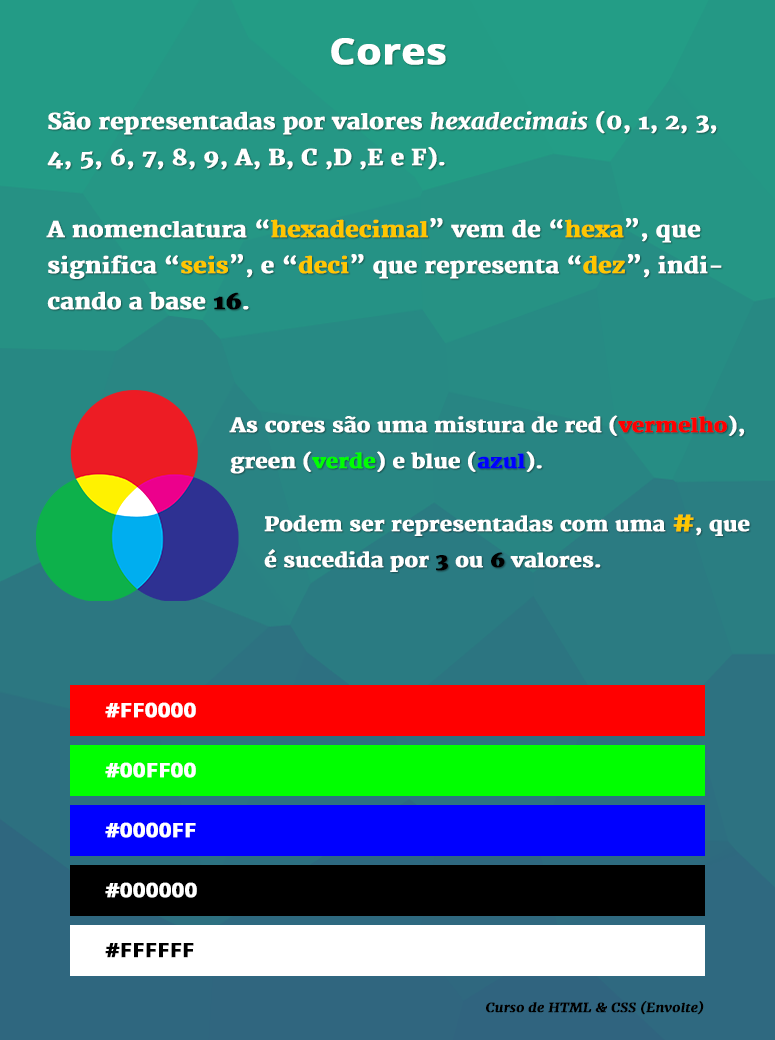 Cores
São representadas por valores hexadecimais (0, 1, 2, 3,
4, 5, 6, 7, 8, 9, A, B, C ,D ,E e F).
A nomenclatura “hexadecimal” vem de “hexa”, que
significa “seis”, e “deci” que representa “dez”, indi-
cando a base 16.
As cores são uma mistura de red (vermelho),
green (verde) e blue (azul).
Podem ser representadas com uma #, que
é sucedida por 3 ou 6 valores.
#FF0000
#00FF00
#0000FF
#000000
#FFFFFF
Curso de HTML & CSS (Envoite)